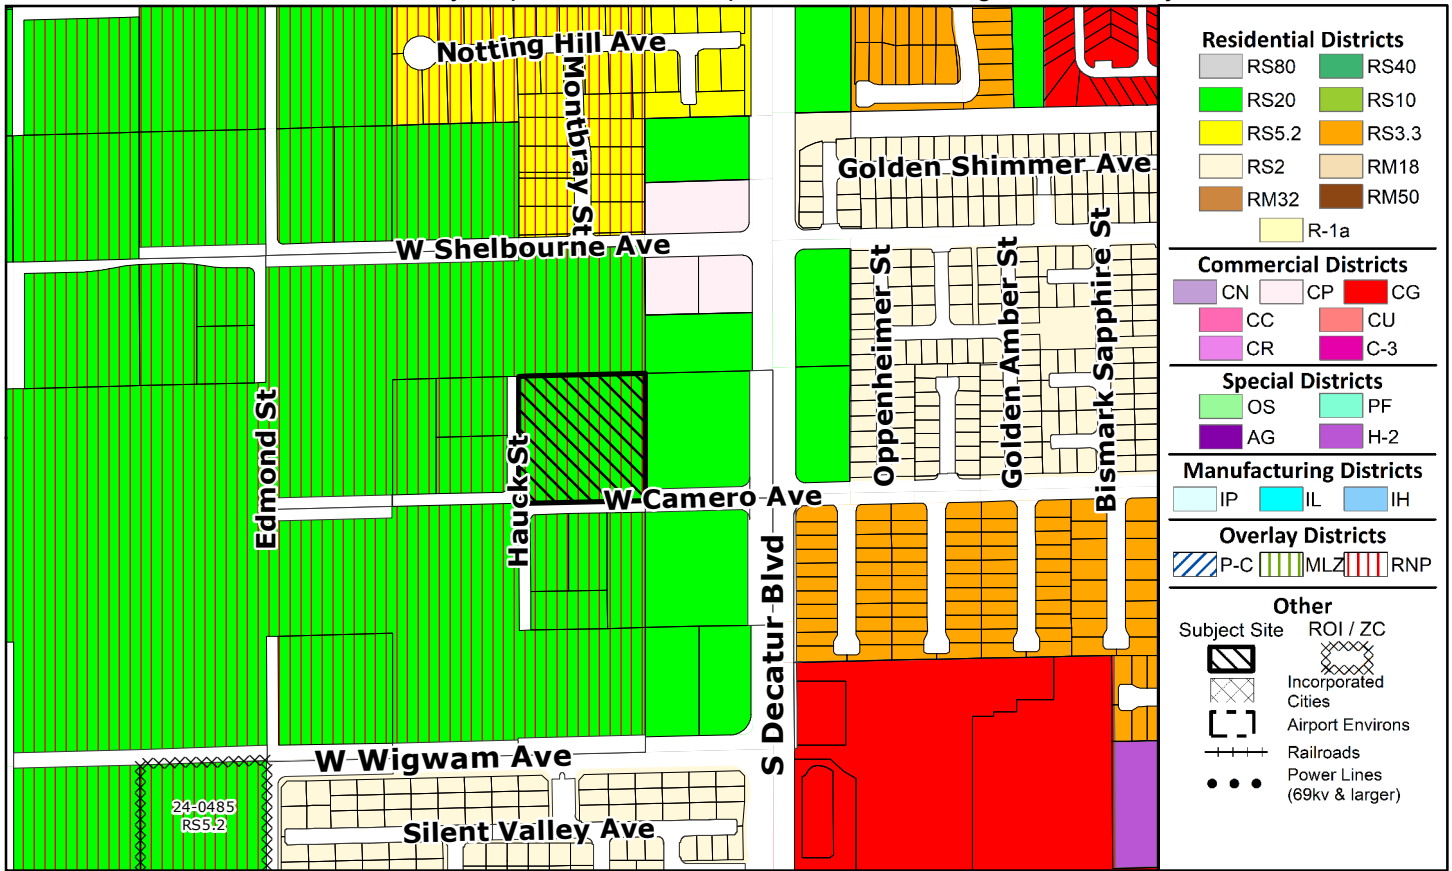 Notting Hill Ave
Montbray St
Golden Shimmer Ave
W Shelbourne Ave
Oppenheimer St
Golden Amber St
Bismark Sapphire St
Edmond St
Hauck St
W Camero Ave
S Decatur Blvd
W Wigwam Ave
24-0485
RS5.2
Silent Valley Ave
Residential Districts
RS80 RS40
RS20 RS10
RS5.2 RS3.3
RS2 RM18
RM32 RM50
R-1a
Commercial Districts
CN CP CG
CC CU
CR C-3
Special Districts
OS PF
AG H-2
Manufacturing Districts
IP IL IH
Overlay Districts
P-C MLZ RNP
Other
Subject Site ROI / ZC
Incorporated
Cities
Airport Environs
Railroads
Power Lines
(69kv & larger)